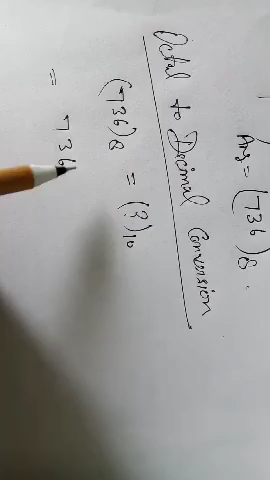 Ans = (736)8.
Octal to Decimal Conversion
(736)8 = (?)10
= 736